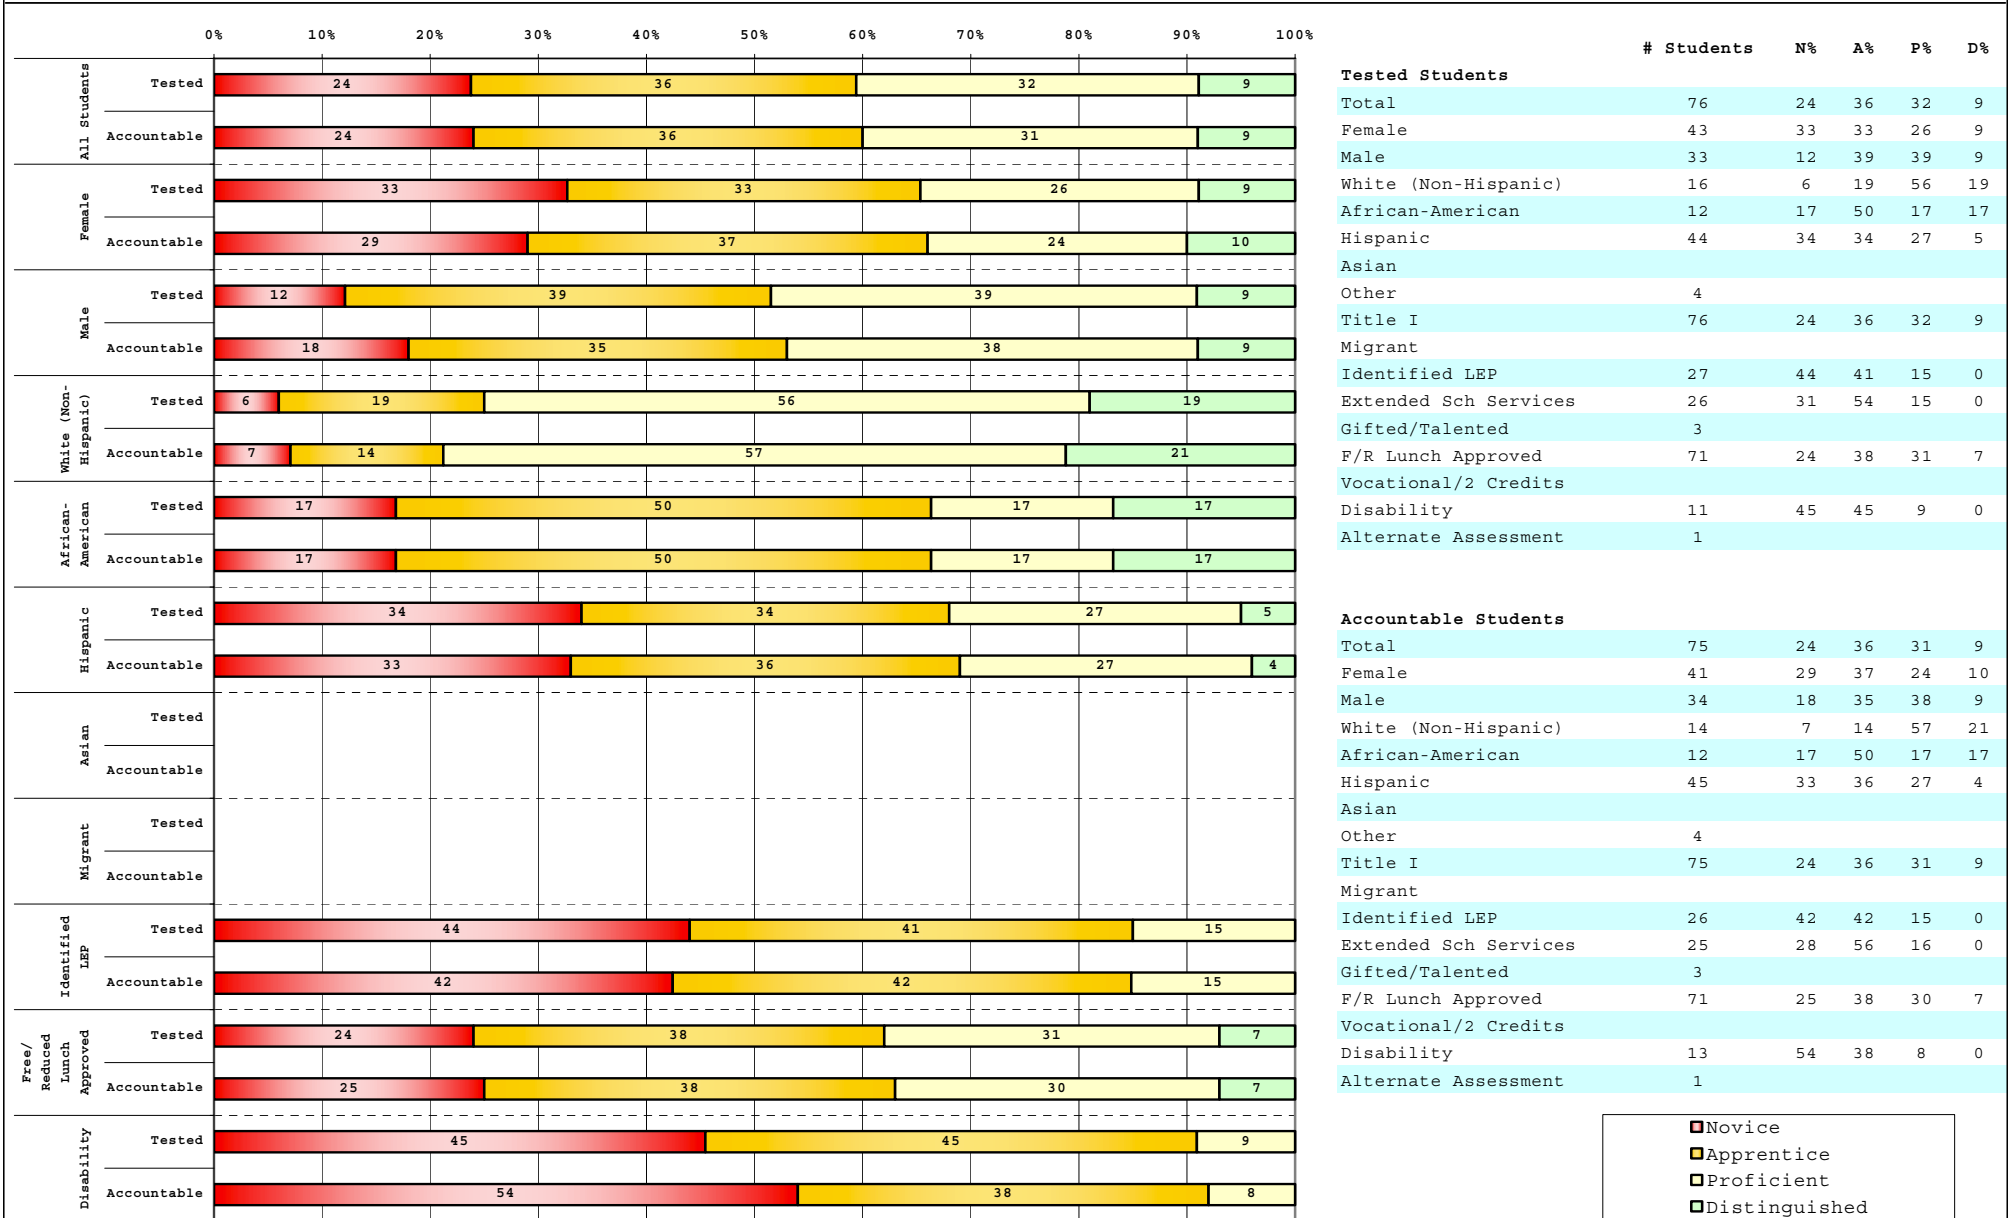 0% 10% 20% 30% 40% 50% 60% 70% 80% 90% 100%
All Students
Tested 24 36 32 9
Accountable 24 36 31 9
Female
Tested 33 33 26 9
Accountable 29 37 24 10
Male
Tested 12 39 39 9
Accountable 18 35 38 9
White (Non-
Hispanic)
Tested 6 19 56 19
Accountable 7 14 57 21
African-
American
Tested 17 50 17 17
Accountable 17 50 17 17
Hispanic
Tested 34 34 27 5
Accountable 33 36 27 4
Asian
Tested
Accountable
Migrant
Tested
Accountable
Identified
LEP
Tested 44 41 15
Accountable 42 42 15
Free/
Reduced
Lunch
Approved
Tested 24 38 31 7
Accountable 25 38 30 7
Disability
Tested 45 45 9
Accountable 54 38 8
# Students N% A% P% D%
Tested Students
Total 76 24 36 32 9
Female 43 33 33 26 9
Male 33 12 39 39 9
White (Non-Hispanic) 16 6 19 56 19
African-American 12 17 50 17 17
Hispanic 44 34 34 27 5
Asian
Other 4
Title I 76 24 36 32 9
Migrant
Identified LEP 27 44 41 15 0
Extended Sch Services 26 31 54 15 0
Gifted/Talented 3
F/R Lunch Approved 71 24 38 31 7
Vocational/2 Credits
Disability 11 45 45 9 0
Alternate Assessment 1
Accountable Students
Total 75 24 36 31 9
Female 41 29 37 24 10
Male 34 18 35 38 9
White (Non-Hispanic) 14 7 14 57 21
African-American 12 17 50 17 17
Hispanic 45 33 36 27 4
Asian
Other 4
Title I 75 24 36 31 9
Migrant
Identified LEP 26 42 42 15 0
Extended Sch Services 25 28 56 16 0
Gifted/Talented 3
F/R Lunch Approved 71 25 38 30 7
Vocational/2 Credits
Disability 13 54 38 8 0
Alternate Assessment 1
Novice
Apprentice
Proficient
Distinguished